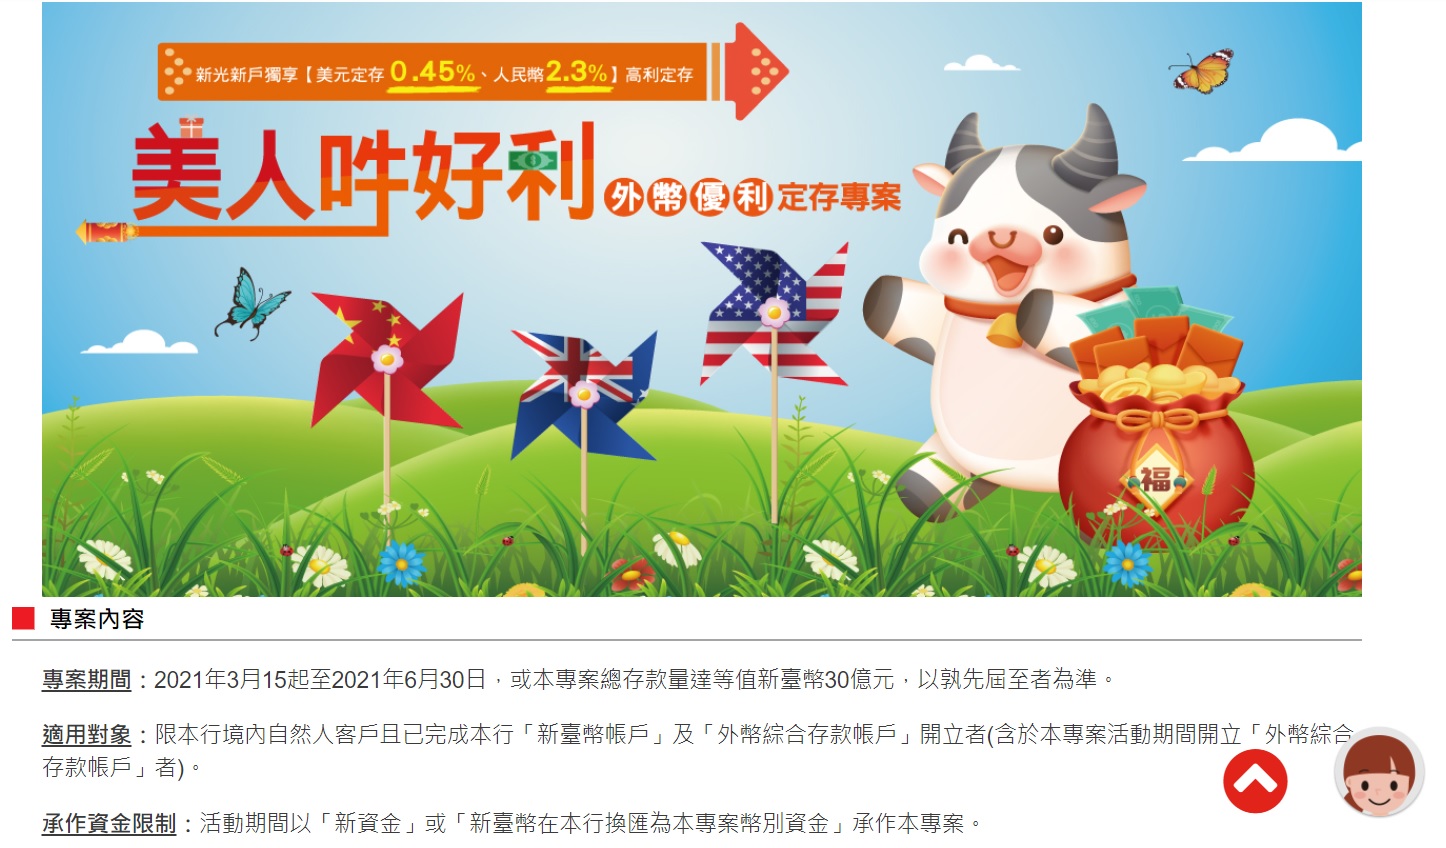 新光新戶獨享【美元定存 0.45%、人民幣2.3%】高利定存
美人吽好利 外幣優利定存專案
福
專案內容
專案期間：2021年3月15起至2021年6月30日，或本專案總存款量達等值新臺幣30億元，以孰先屆至者為準。
適用對象：限本行境內自然人客戶且已完成本行「新臺幣帳戶」及「外幣綜合存款帳戶」開立者(含於本專案活動期間開立「外幣綜合
存款帳戶」者)。
承作資金限制：活動期間以「新資金」或「新臺幣在本行換匯為本專案幣別資金」承作本專案。